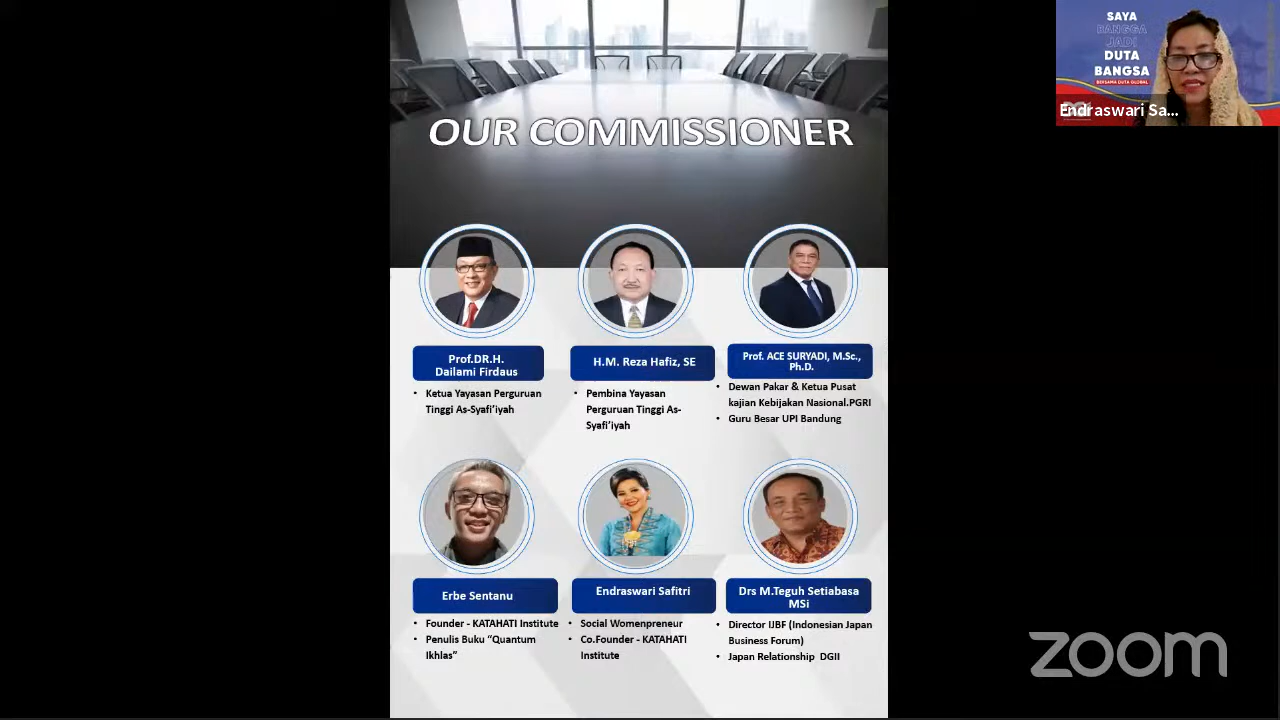 OUR COMMISSIONER
SAYA
BANGGA
JADI
DUTA
BANGSA
BERSAMA DUTA GLOBAL
Endraswari Sa...
Prof.DR.H.
Dailami Firdaus
• Ketua Yayasan Perguruan
Tinggi As-Syafi'iyah
H.M. Reza Hafiz, SE
• Pembina Yayasan
Perguruan Tinggi As-
Syafi'iyah
Prof. ACE SURYADI, M.Sc.,
Ph.D.
• Dewan Pakar & Ketua Pusat
kajian Kebijakan Nasional.PGRI
• Guru Besar UPI Bandung
Erbe Sentanu
• Founder - KATAHATI Institute
• Penulis Buku "Quantum
Ikhlas"
Endraswari Safitri
• Social Womenpreneur
• Co.Founder - KATAHATI
Institute
Drs M.Teguh Setiabasa
MSi
• Director IJBF (Indonesian Japan
Business Forum)
• Japan Relationship DGII
zoom